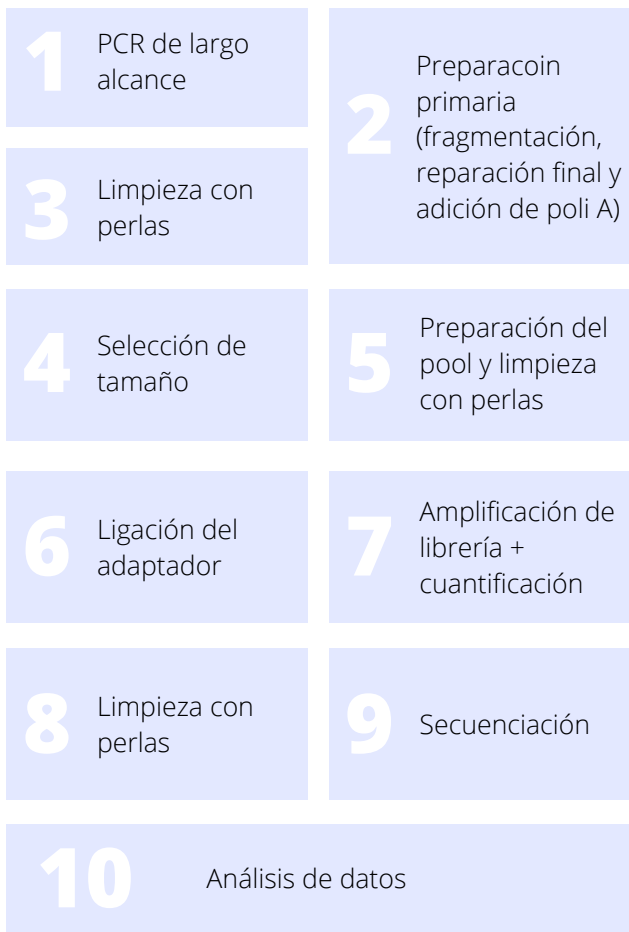 1
PCR de largo
alcance
2
Preparacoin
primaria
(fragmentación,
reparación final y
adición de poli A)
3
Limpieza con
perlas
4
Selección de
tamaño
5
Preparación del
pool y limpieza
con perlas
6
Ligación del
adaptador
7
Amplificación de
librería +
cuantificación
8
Limpieza con
perlas
9
Secuenciación
10
Análisis de datos